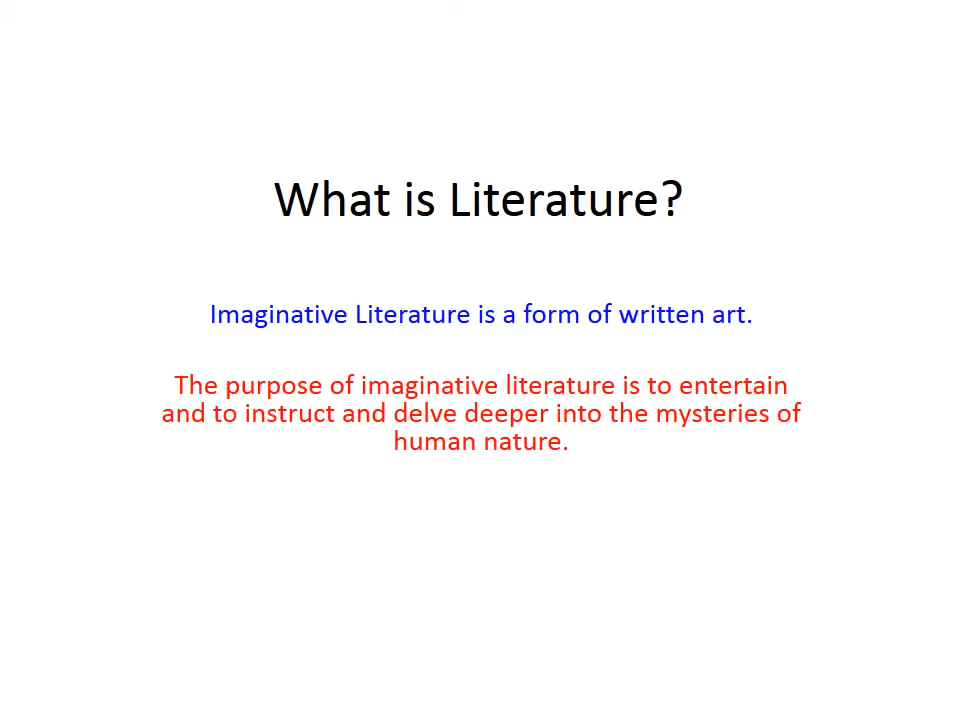 What is Literature?
Imaginative Literature is a form of written art.
The purpose of imaginative literature is to entertain
and to instruct and delve deeper into the mysteries of
human nature.